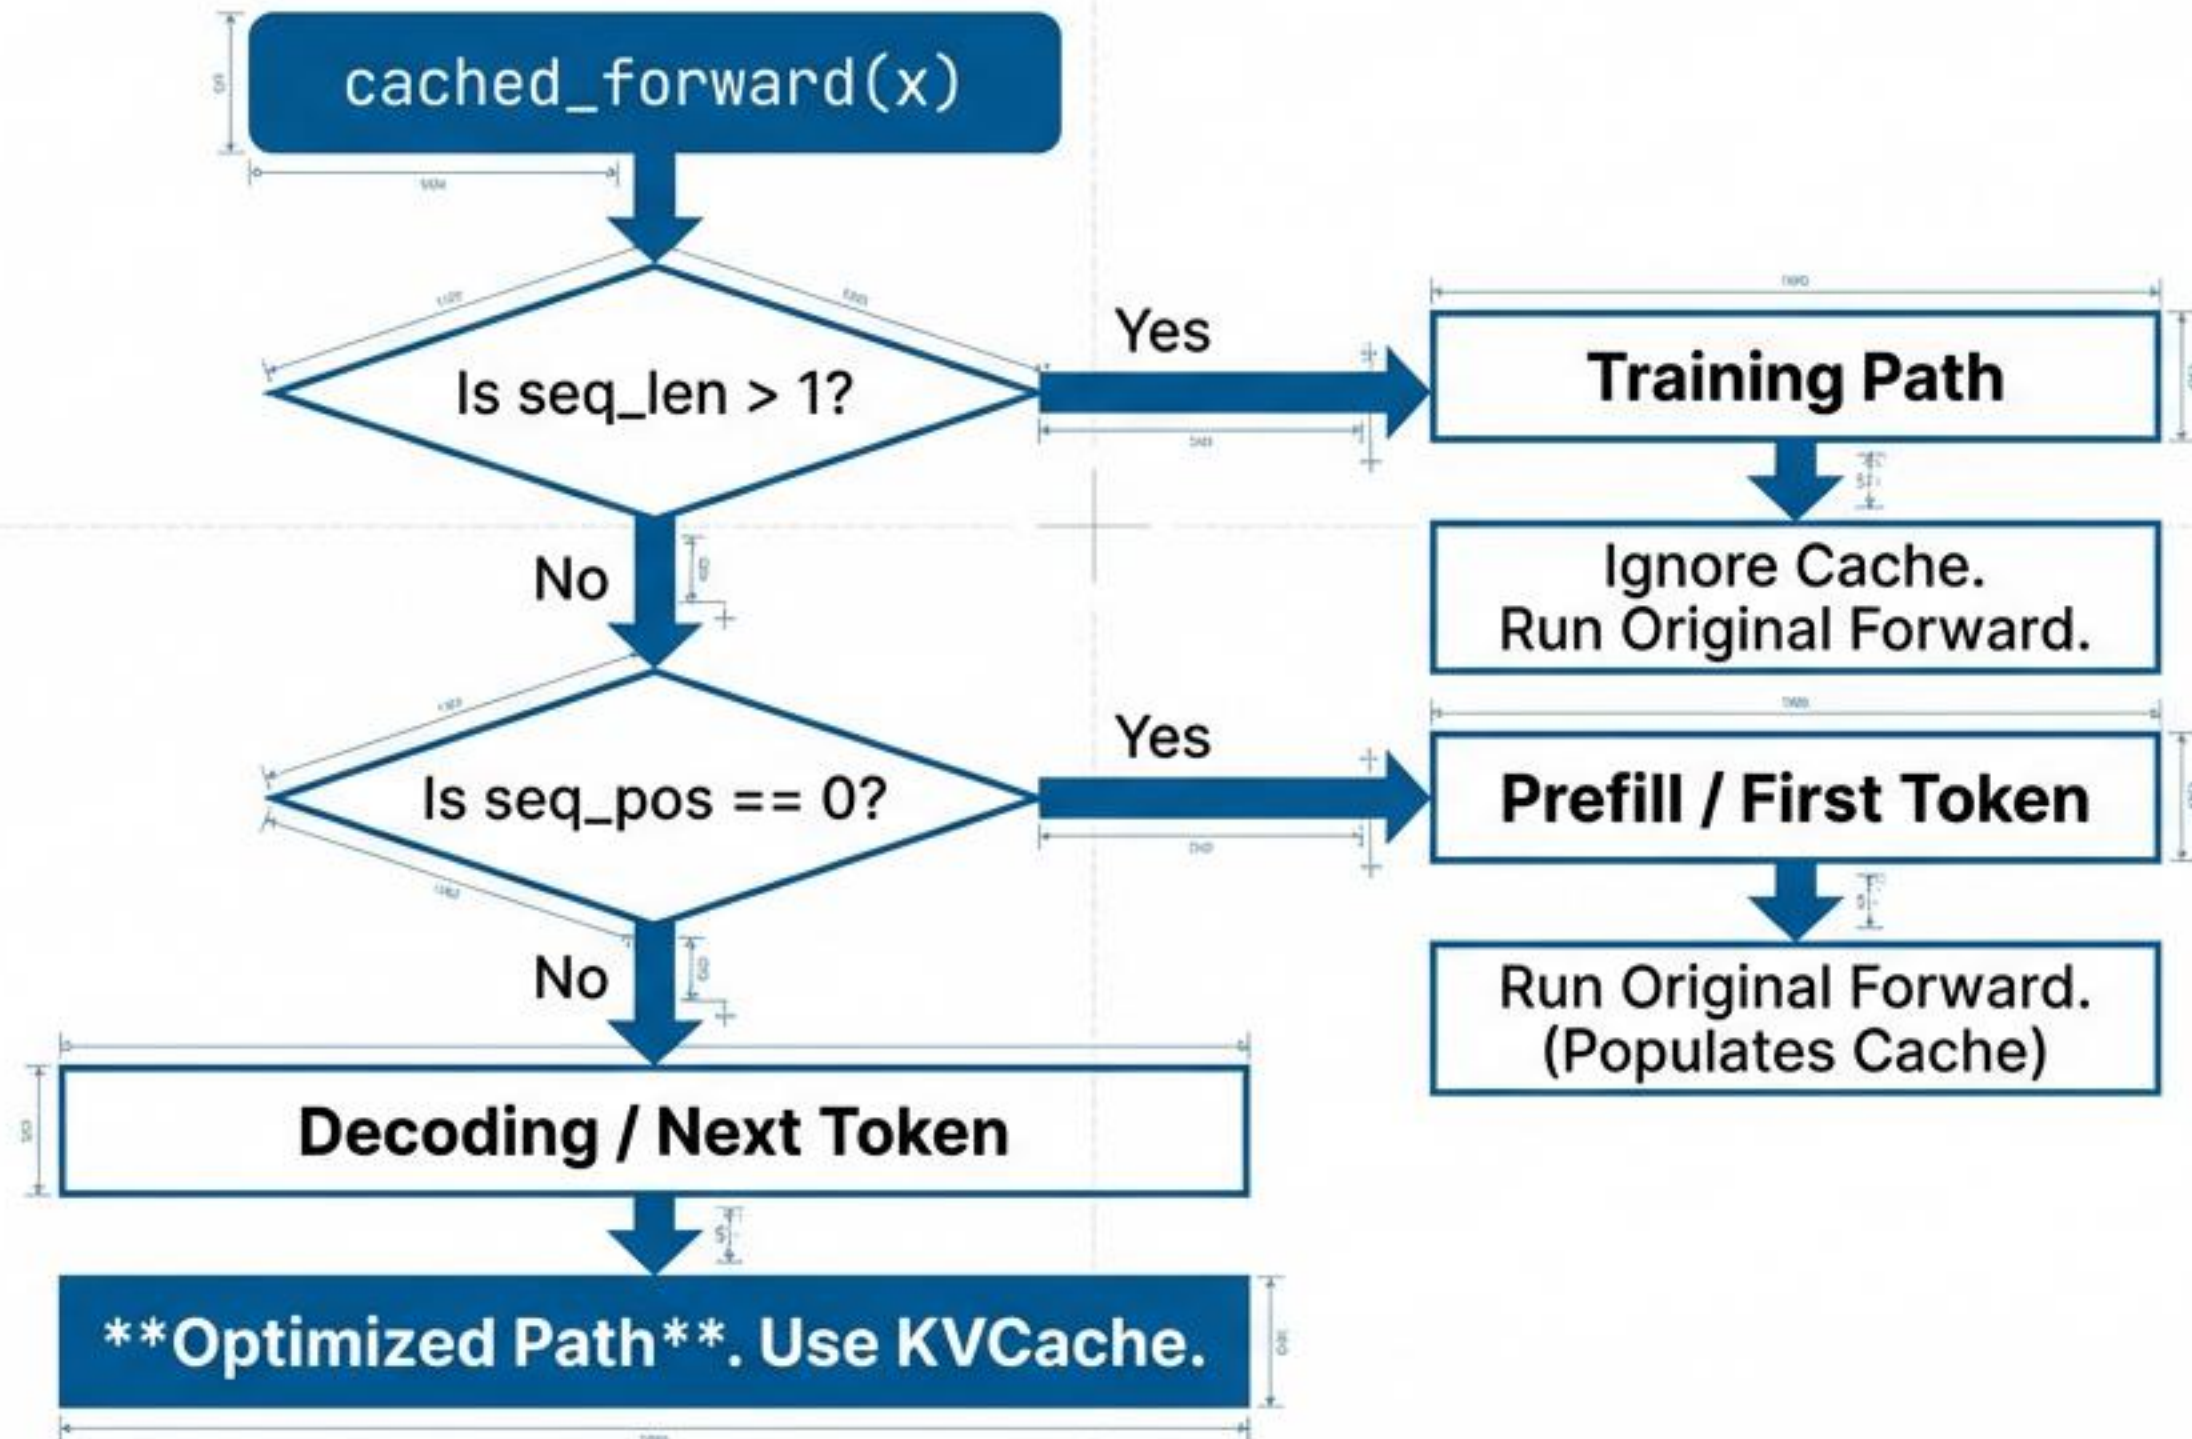 cached_forward(x)
Is seq_len > 1?
Yes
Training Path
Ignore Cache.
Run Original Forward.
No
Is seq_pos == 0?
Yes
Prefill / First Token
Run Original Forward.
(Populates Cache)
No
Decoding / Next Token
**Optimized Path**. Use KVCache.